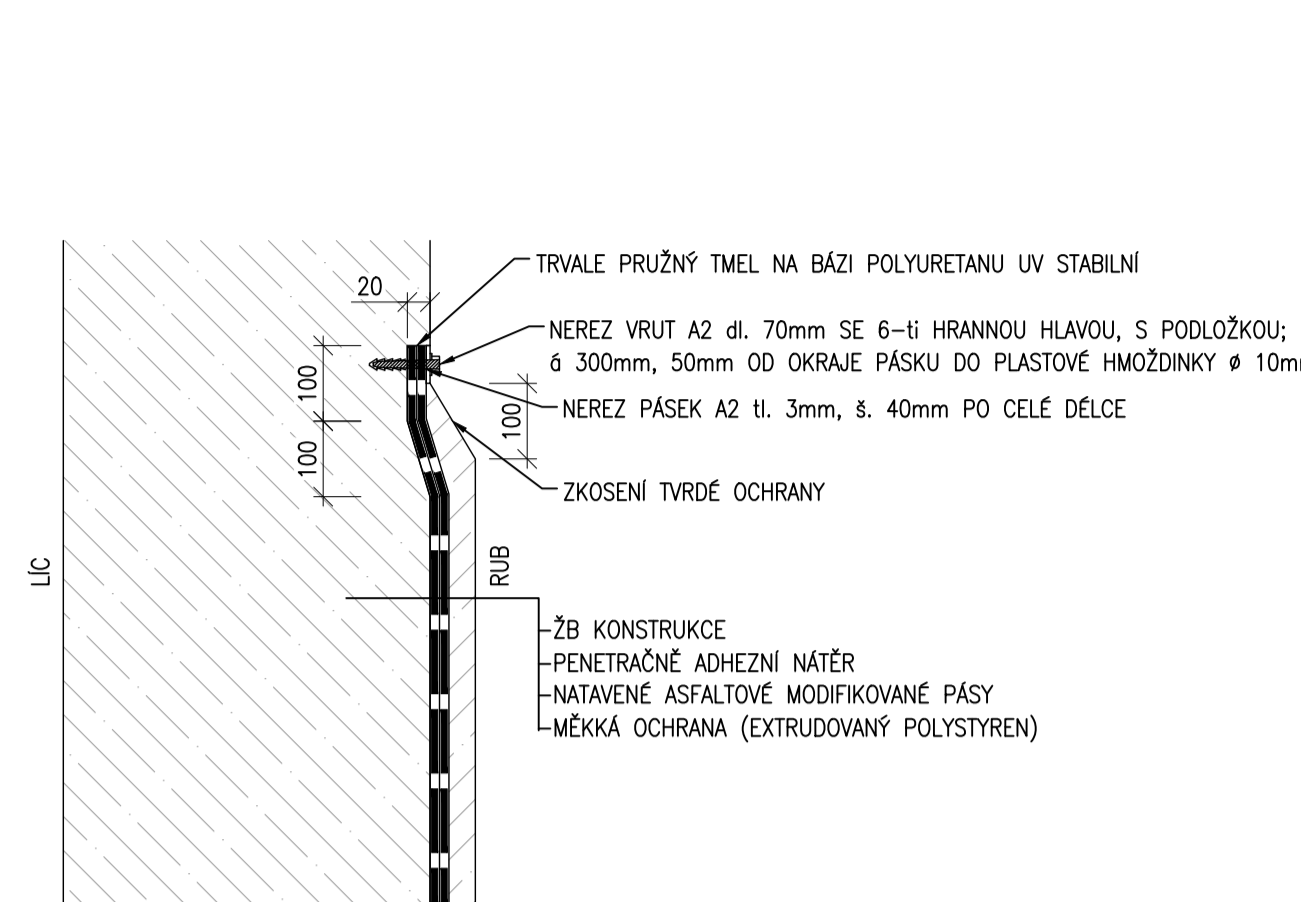 TRVALE PRUŽNÝ TMEL NA BÁZI POLYURETANU UV STABILNÍ
20
NEREZ VRUT A2 dl. 70mm SE 6-ti HRANNOU HLAVOU, S PODLOŽKOU;
á 300mm, 50mm OD OKRAJE PÁSKU DO PLASTOVÉ HMOŽDINKY ø 10mm
100
NEREZ PÁSEK A2 tl. 3mm, š. 40mm PO CELÉ DÉLCE
100
100
ZKOSENÍ TVRDÉ OCHRANY
LÍC
RUB
ŽB KONSTRUKCE
PENETRAČNĚ ADHEZNÍ NÁTĚR
NATAVENÉ ASFALTOVÉ MODIFIKOVANÉ PÁSY
MĚKKÁ OCHRANA (EXTRUDOVANÝ POLYSTYREN)